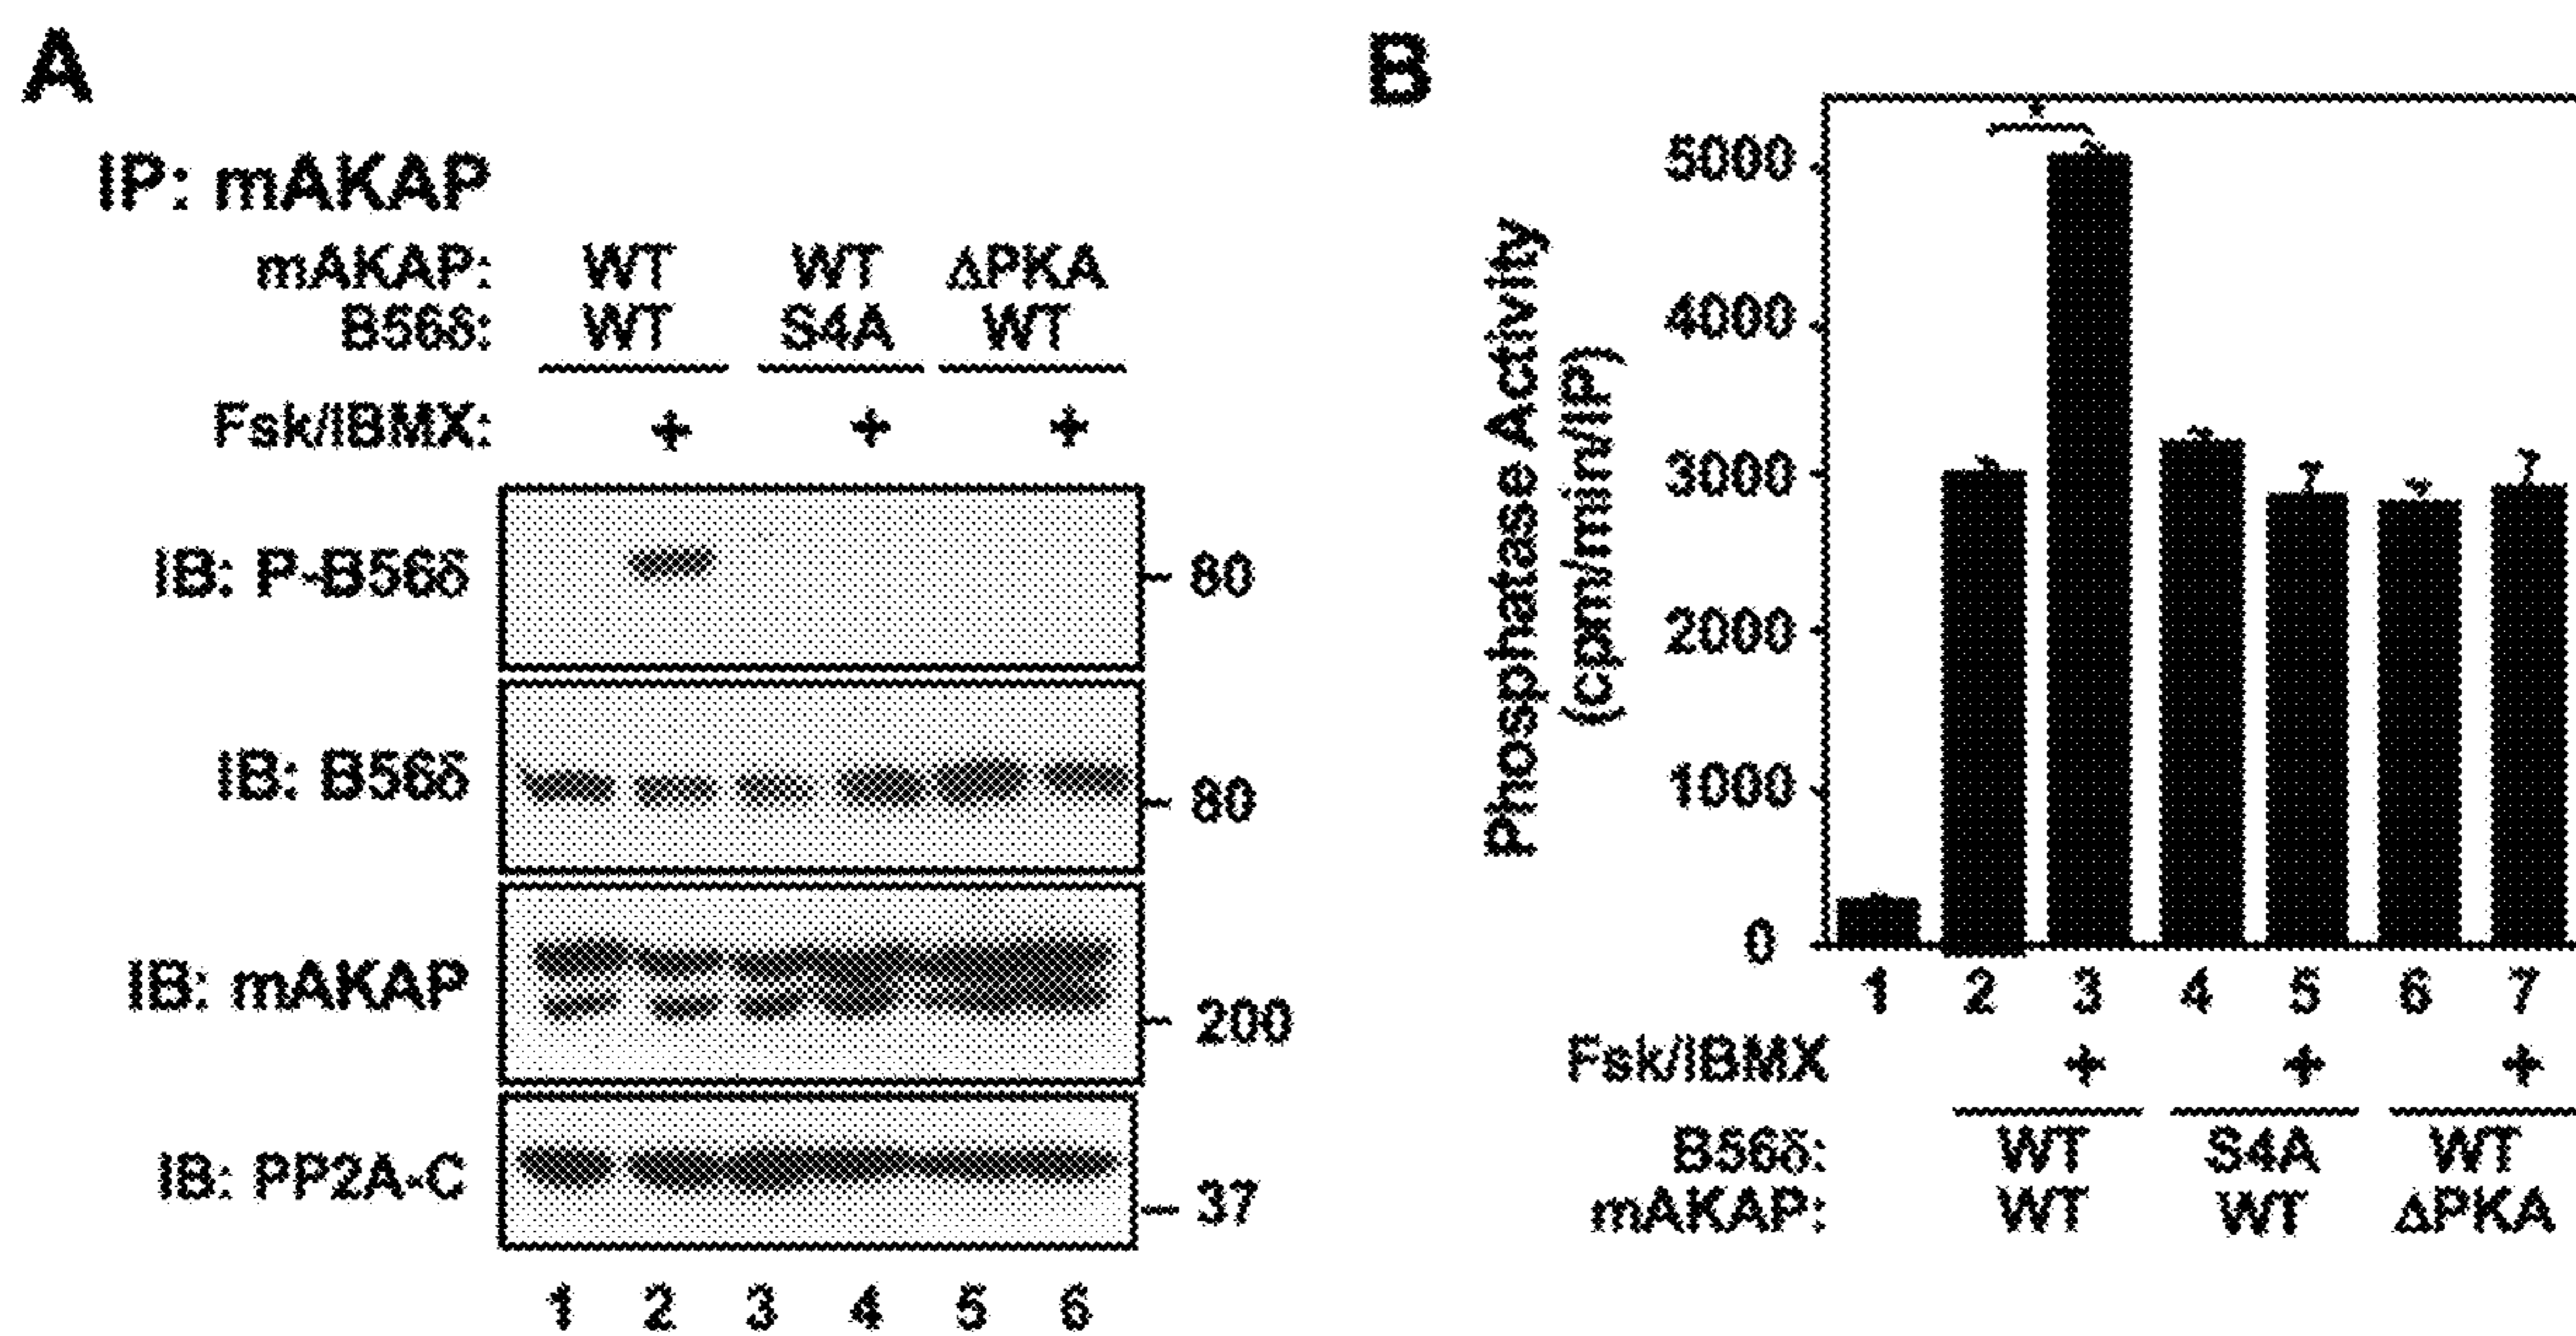 A
IP: mAKAP
mAKAP: WT WT ΔPKA
B56δ: WT S4A WT
Fsk/IBMX: + + +
IB: P-B56δ 80
IB: B56δ 80
IB: mAKAP 200
IB: PP2A-C 37
1 2 3 4 5 6
B
*
Phosphatase Activity
(cpm/min/IP)
5000
4000
3000
2000
1000
0
1 2 3 4 5 6 7
Fsk/IBMX + + +
B56δ: WT S4A WT
mAKAP: WT WT ΔPKA